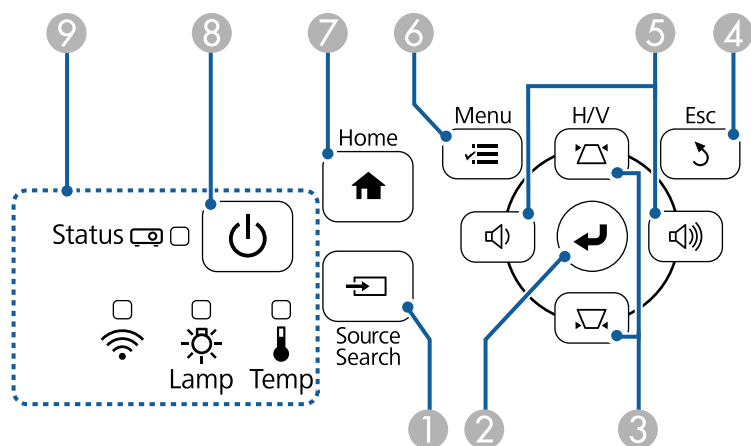 9 8 7 6 5 4
Menu H/V Esc
Home
Status
Source
Search
Lamp Temp
1 2 3